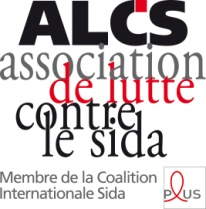 ALCS
association
de lutte
contre
le sida
Membre de la Coalition
Internationale Sida
PLUS